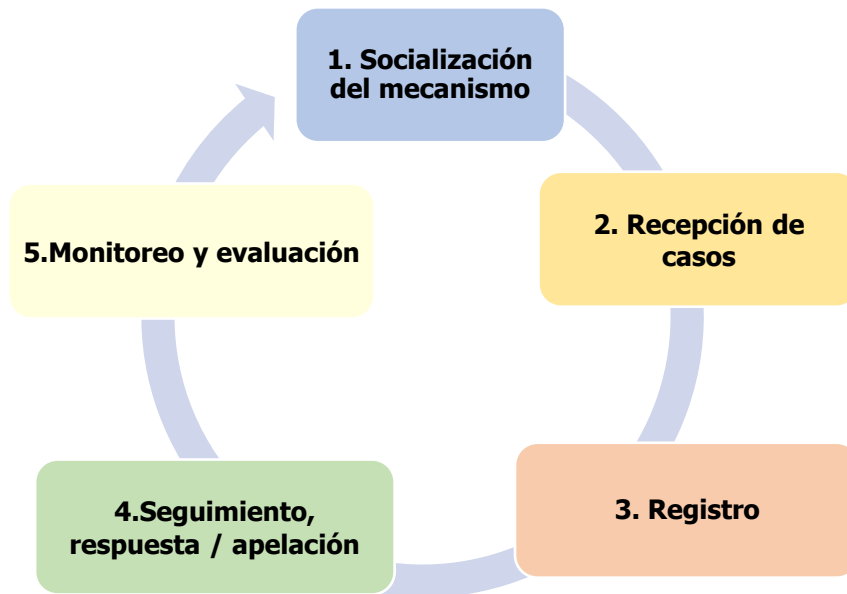 1. Socialización
del mecanismo
2. Recepción de
casos
3. Registro
4.Seguimiento,
respuesta / apelación
5.Monitoreo y evaluación